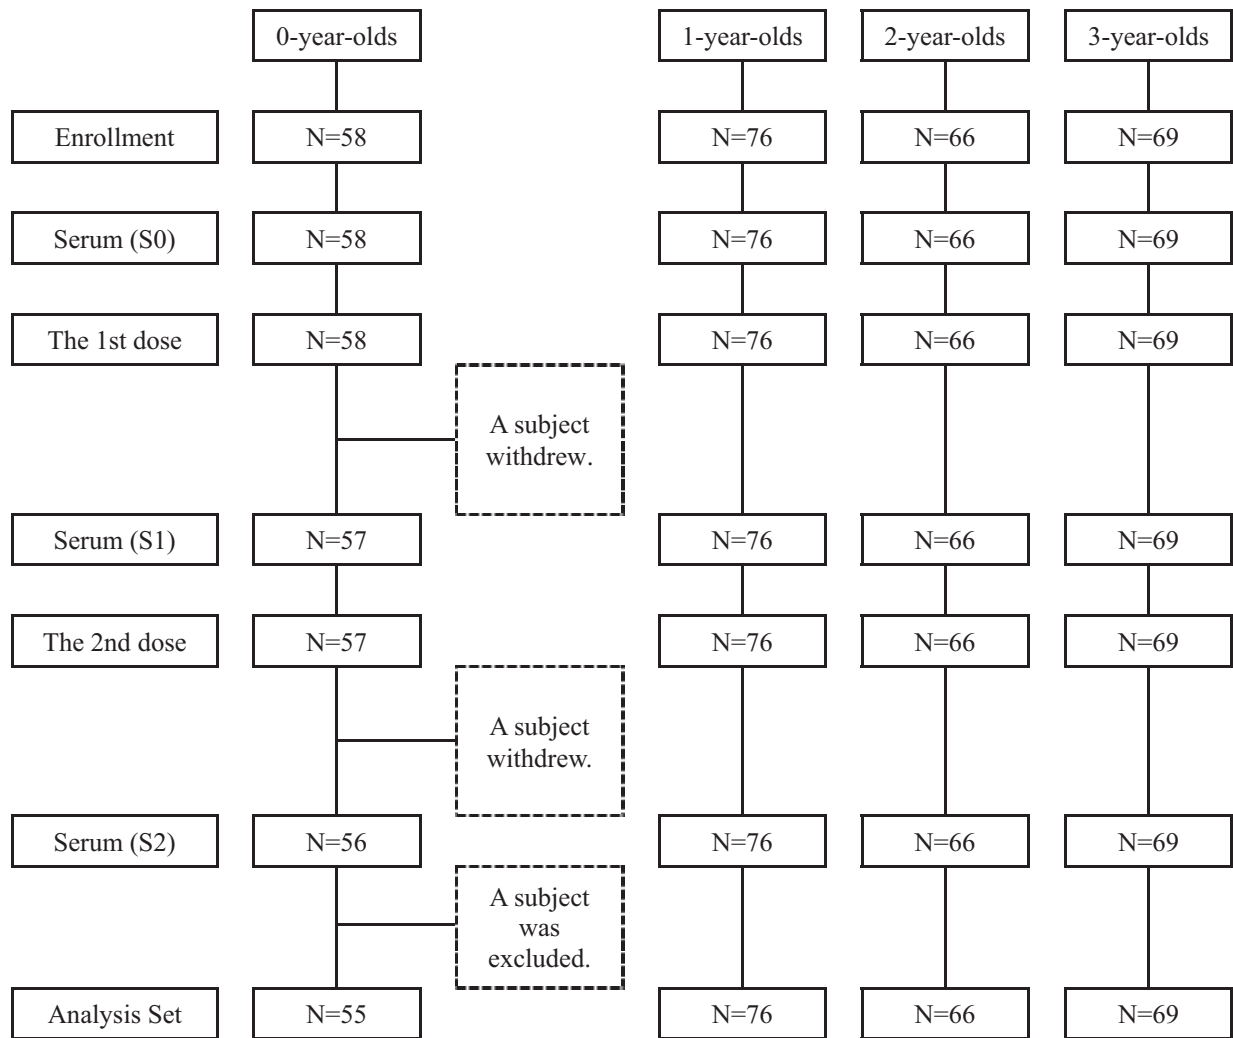 0-year-olds 1-year-olds 2-year-olds 3-year-olds
Enrollment N=58 N=76 N=66 N=69
Serum (S0) N=58 N=76 N=66 N=69
The 1st dose N=58 N=76 N=66 N=69
A subject
withdrew.
Serum (S1) N=57 N=76 N=66 N=69
The 2nd dose N=57 N=76 N=66 N=69
A subject
withdrew.
Serum (S2) N=56 N=76 N=66 N=69
A subject
was
excluded.
Analysis Set N=55 N=76 N=66 N=69